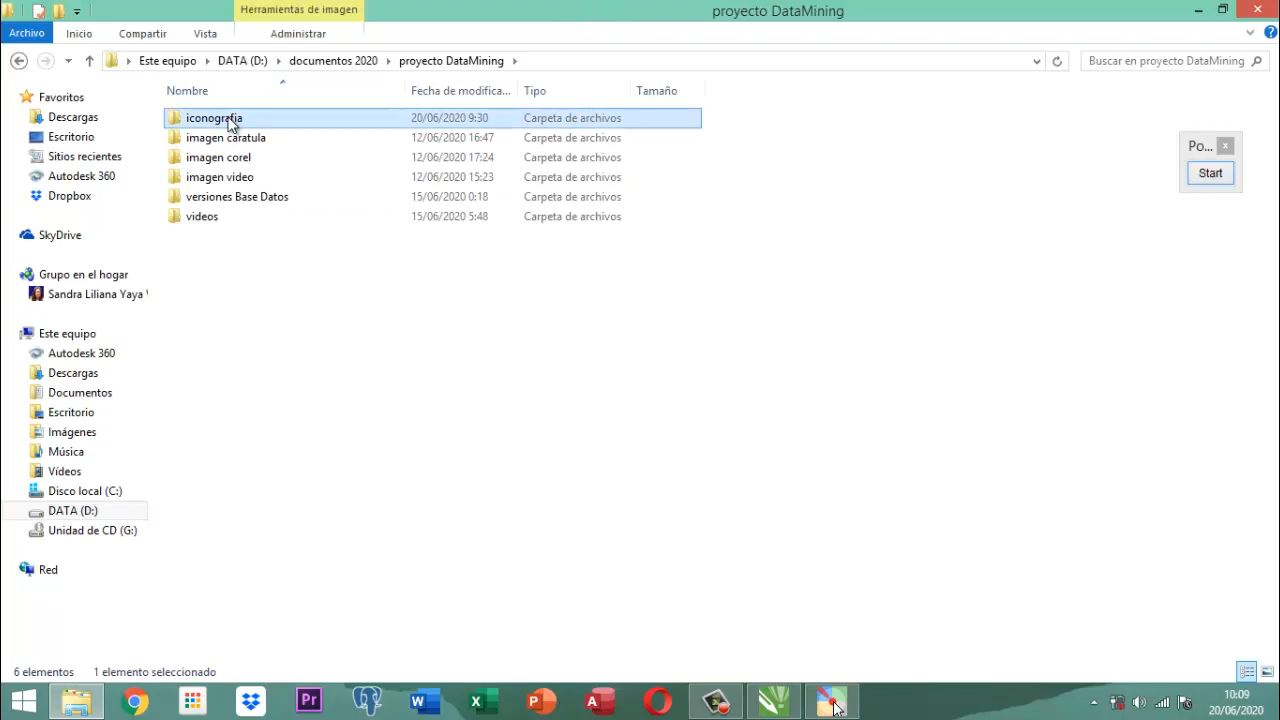 Herramientas de imagen
proyecto DataMining
Archivo Inicio Compartir Vista Administrar
Este equipo DATA (D:) documentos 2020 proyecto DataMining
Buscar en proyecto DataMining
Nombre Fecha de modifica... Tipo Tamaño
iconografia 20/06/2020 9:30 Carpeta de archivos
imagen caratula 12/06/2020 16:47 Carpeta de archivos
imagen corel 12/06/2020 17:24 Carpeta de archivos
imagen video 12/06/2020 15:23 Carpeta de archivos
versiones Base Datos 15/06/2020 0:18 Carpeta de archivos
videos 15/06/2020 5:48 Carpeta de archivos
Favoritos
Descargas
Escritorio
Sitios recientes
Autodesk 360
Dropbox
SkyDrive
Grupo en el hogar
Sandra Liliana Yaya
Este equipo
Autodesk 360
Descargas
Documentos
Escritorio
Imágenes
Música
Vídeos
Disco local (C:)
DATA (D:)
Unidad de CD (G:)
Red
Po... x
Start
6 elementos 1 elemento seleccionado
Pr
W
X
P
A
10:09
20/06/2020